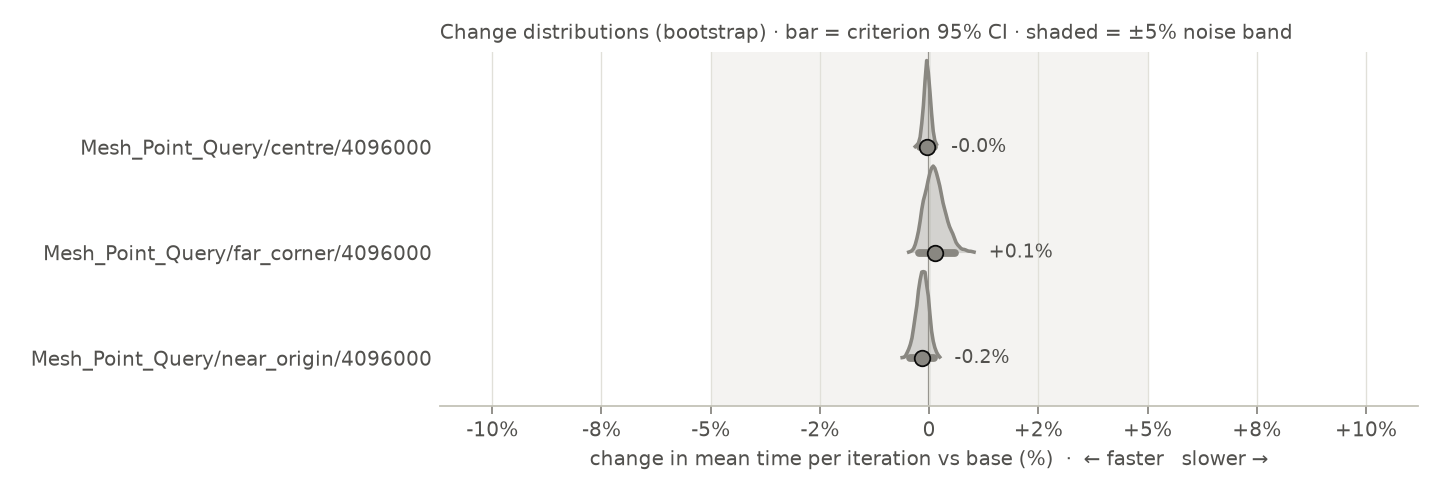 Change distributions (bootstrap) · bar = criterion 95% CI · shaded = ±5% noise band
Mesh_Point_Query/centre/4096000
-0.0%
Mesh_Point_Query/far_corner/4096000
+0.1%
Mesh_Point_Query/near_origin/4096000
-0.2%
-10% -8% -5% -2% 0 +2% +5% +8% +10%
change in mean time per iteration vs base (%) · ← faster slower →